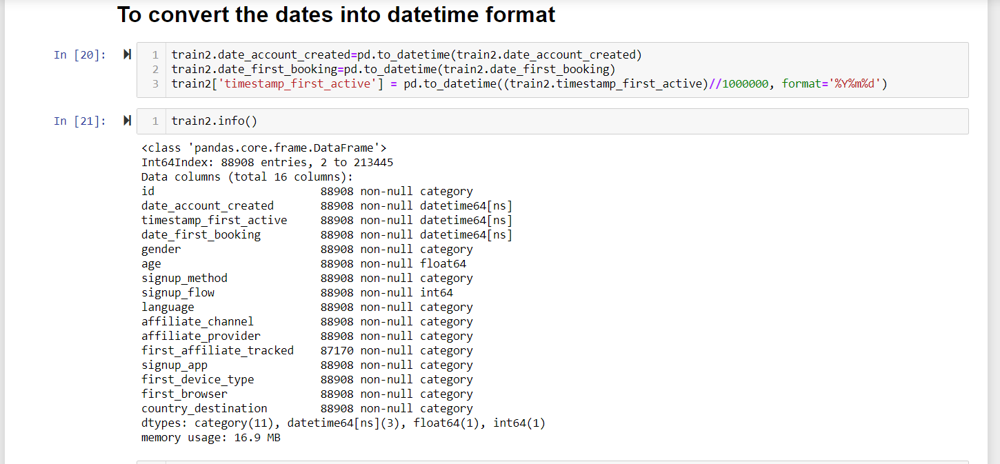 To convert the dates into datetime format
In [20]:
1 train2.date_account_created=pd.to_datetime(train2.date_account_created)
2 train2.date_first_booking=pd.to_datetime(train2.date_first_booking)
3 train2['timestamp_first_active'] = pd.to_datetime((train2.timestamp_first_active)//1000000, format='%Y%m%d')
In [21]:
1 train2.info()
<class 'pandas.core.frame.DataFrame'>
Int64Index: 88908 entries, 2 to 213445
Data columns (total 16 columns):
id                         88908 non-null category
date_account_created       88908 non-null datetime64[ns]
timestamp_first_active     88908 non-null datetime64[ns]
date_first_booking         88908 non-null datetime64[ns]
gender                     88908 non-null category
age                        88908 non-null float64
signup_method              88908 non-null category
signup_flow                88908 non-null int64
language                   88908 non-null category
affiliate_channel          88908 non-null category
affiliate_provider         88908 non-null category
first_affiliate_tracked    87170 non-null category
signup_app                 88908 non-null category
first_device_type          88908 non-null category
first_browser              88908 non-null category
country_destination        88908 non-null category
dtypes: category(11), datetime64[ns](3), float64(1), int64(1)
memory usage: 16.9 MB